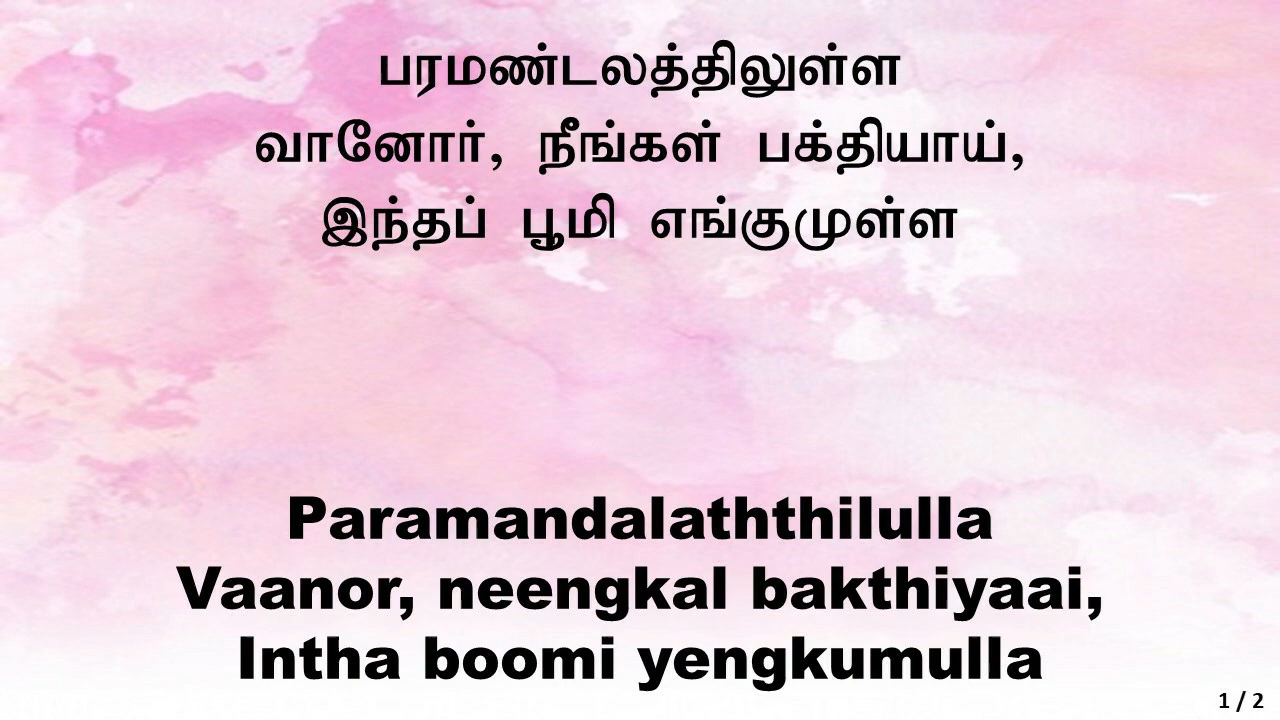 பரமண்டலத்திலுள்ள
வானோர், நீங்கள் பக்தியாய்,
இந்தப் பூமி எங்குமுள்ள
Paramandalaththilulla
Vaanor, neengkal bakthiyaai,
Intha boomi yengkumulla
1 / 2